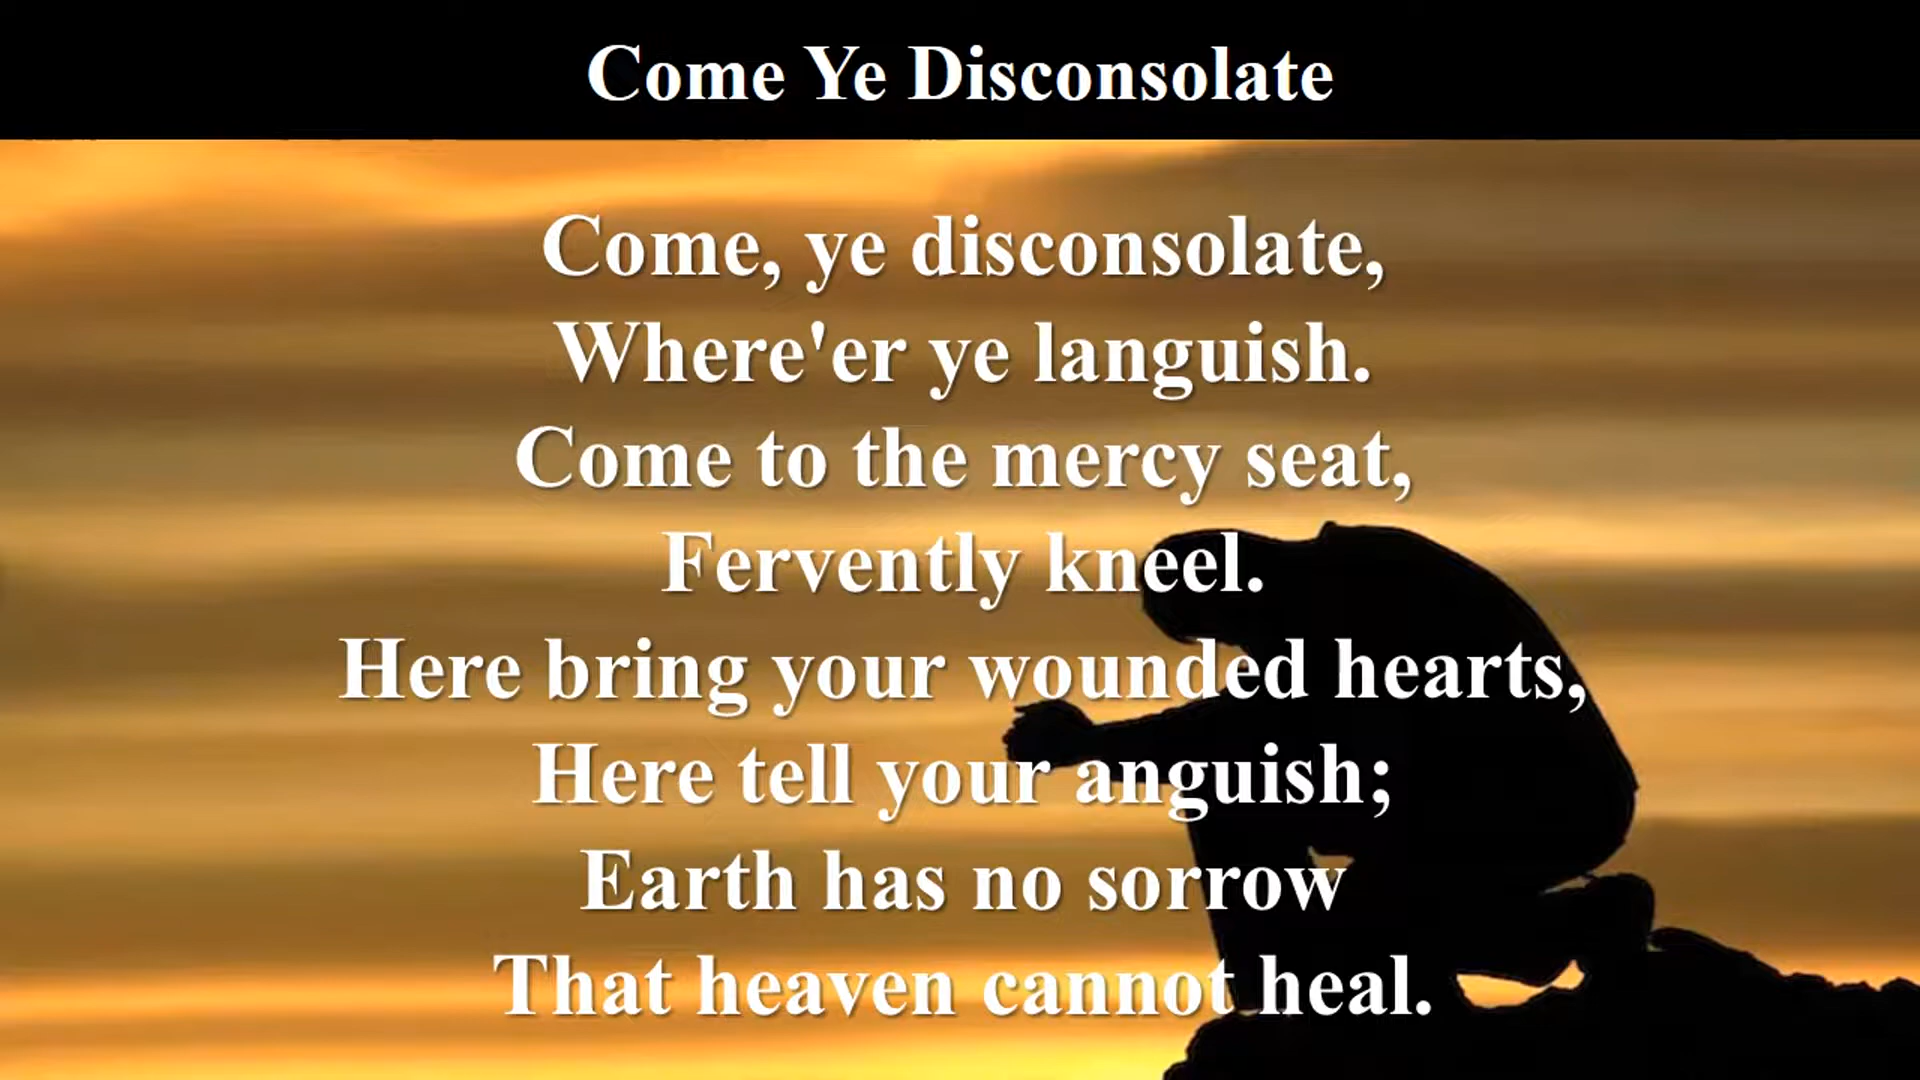 Come Ye Disconsolate
Come, ye disconsolate,
Where'er ye languish.
Come to the mercy seat,
Fervently kneel.
Here bring your wounded hearts,
Here tell your anguish;
Earth has no sorrow
That heaven cannot heal.